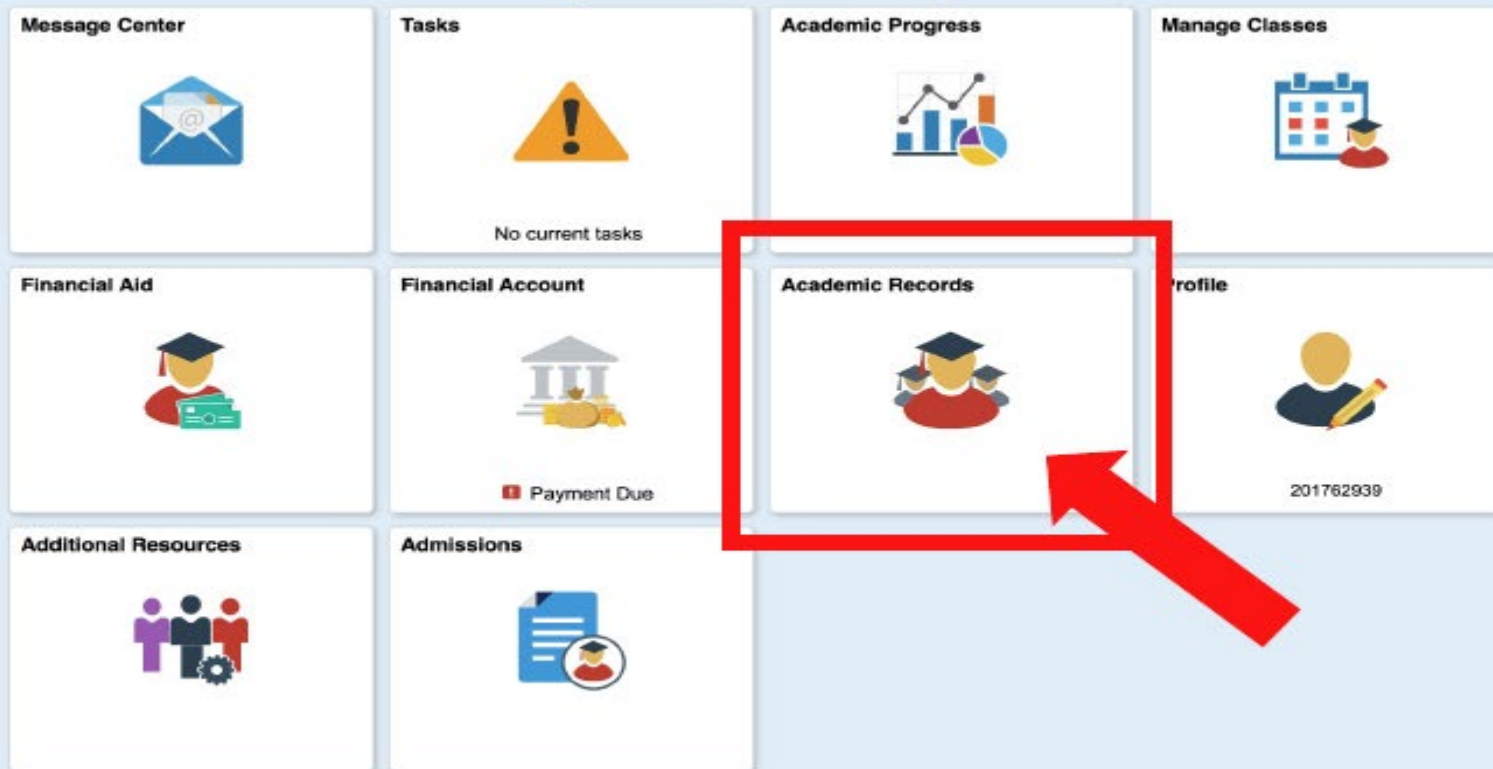 Message Center
Tasks
Academic Progress
Manage Classes
@
No current tasks
Financial Aid
Financial Account
Academic Records
rofile
Payment Due
201762939
Additional Resources
Admissions